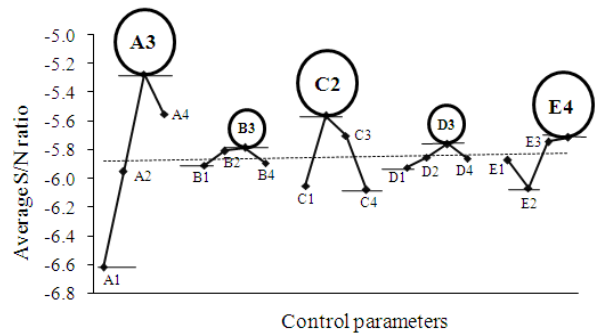 Average S/N ratio
-5.0
-5.2
-5.4
-5.6
-5.8
-6.0
-6.2
-6.4
-6.6
-6.8
A1
A2
A3
A4
B1
B2
B3
B4
C1
C2
C3
C4
D1
D2
D3
D4
E1
E2
E3
E4
Control parameters